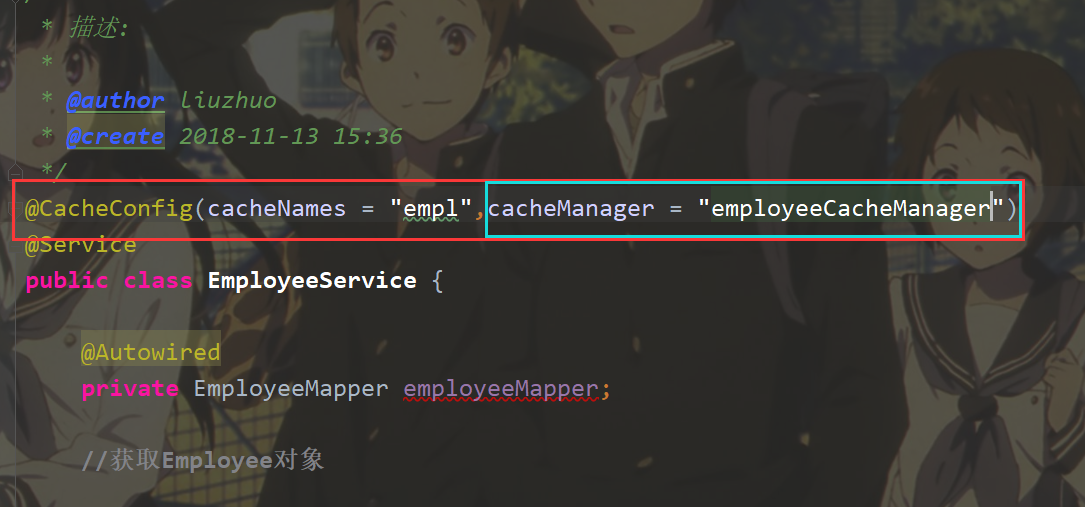 * 描述:
*
* @author liuzhuo
* @create 2018-11-13 15:36
*/
@CacheConfig(cacheNames = "empl",cacheManager = "employeeCacheManager")
@Service
public class EmployeeService {
@Autowired
private EmployeeMapper employeeMapper;
//获取Employee对象